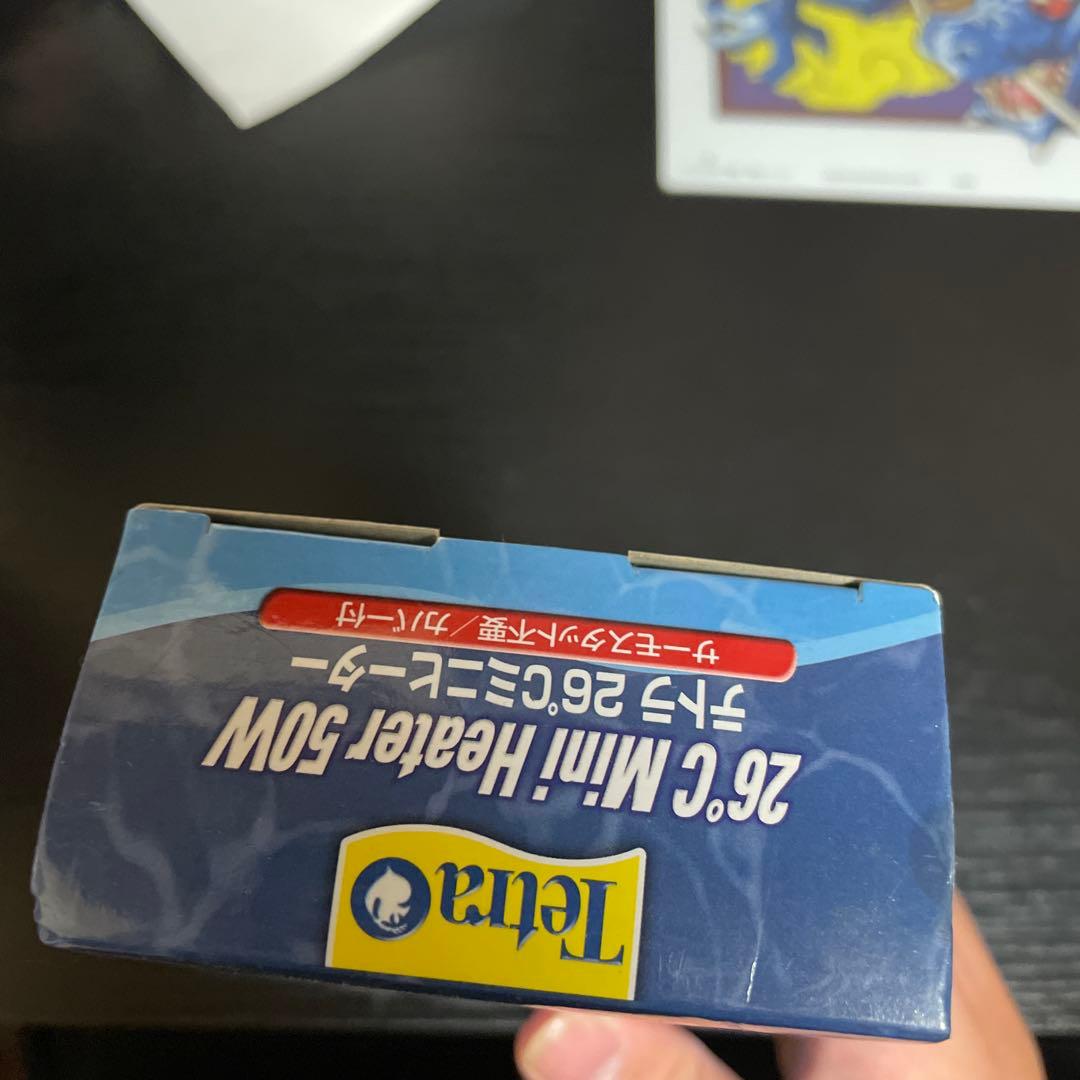 Tetra
26℃ Mini Heater 50W
テトラ 26℃ミニヒーター
サーモスタット不要／カバー付